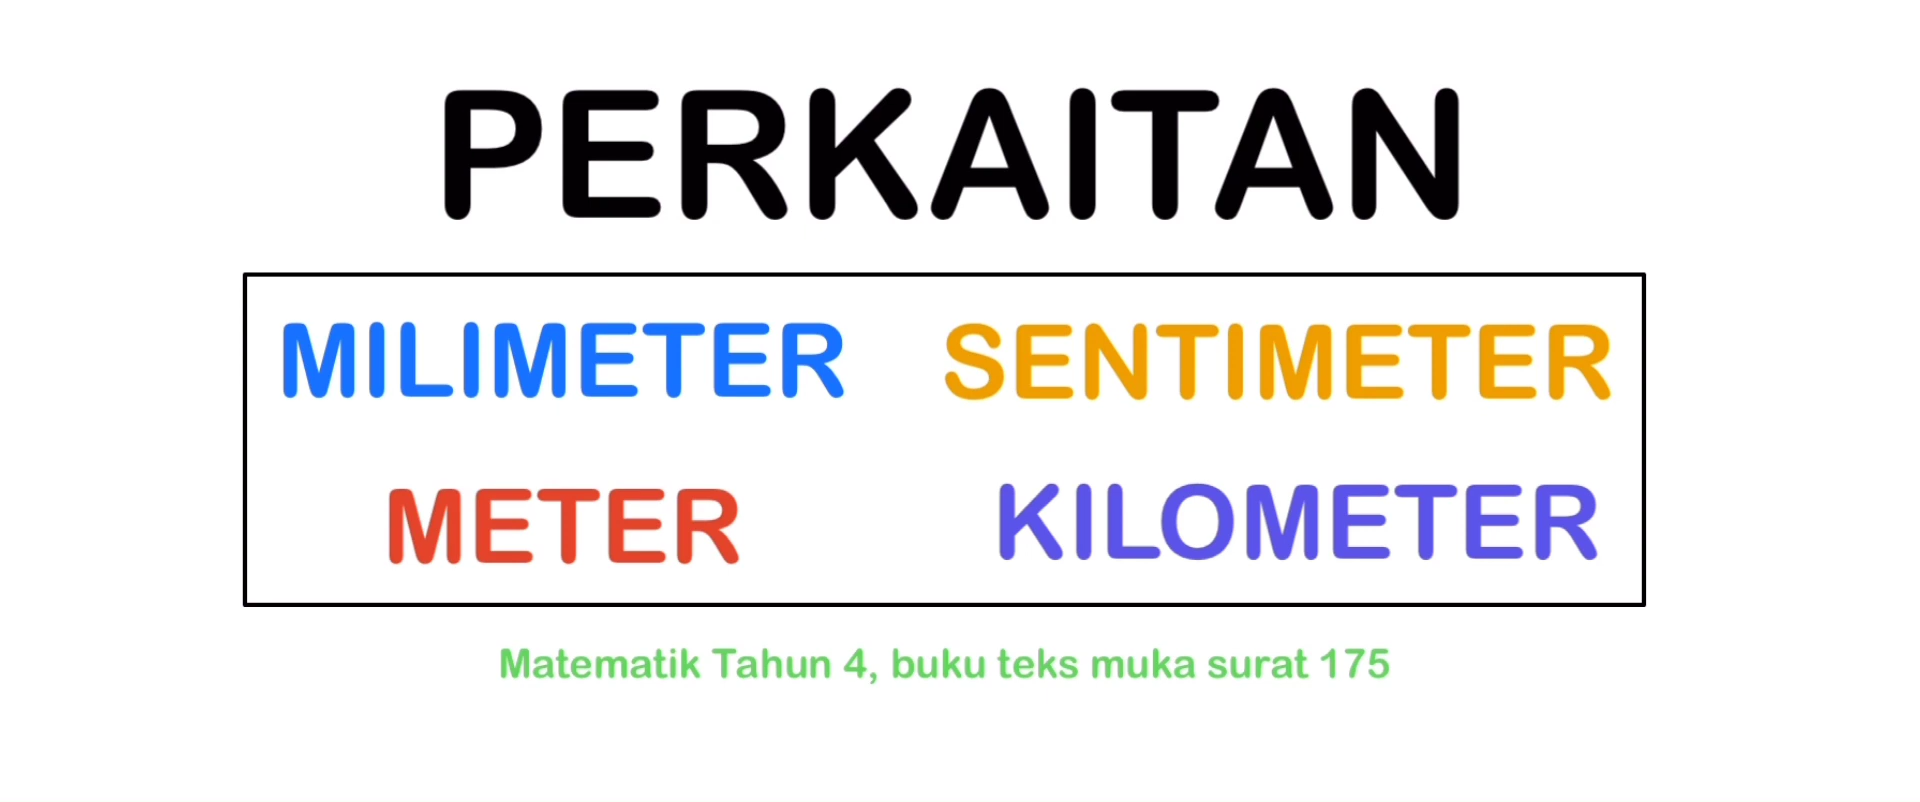 PERKAITAN
MILIMETER SENTIMETER
METER KILOMETER
Matematik Tahun 4, buku teks muka surat 175